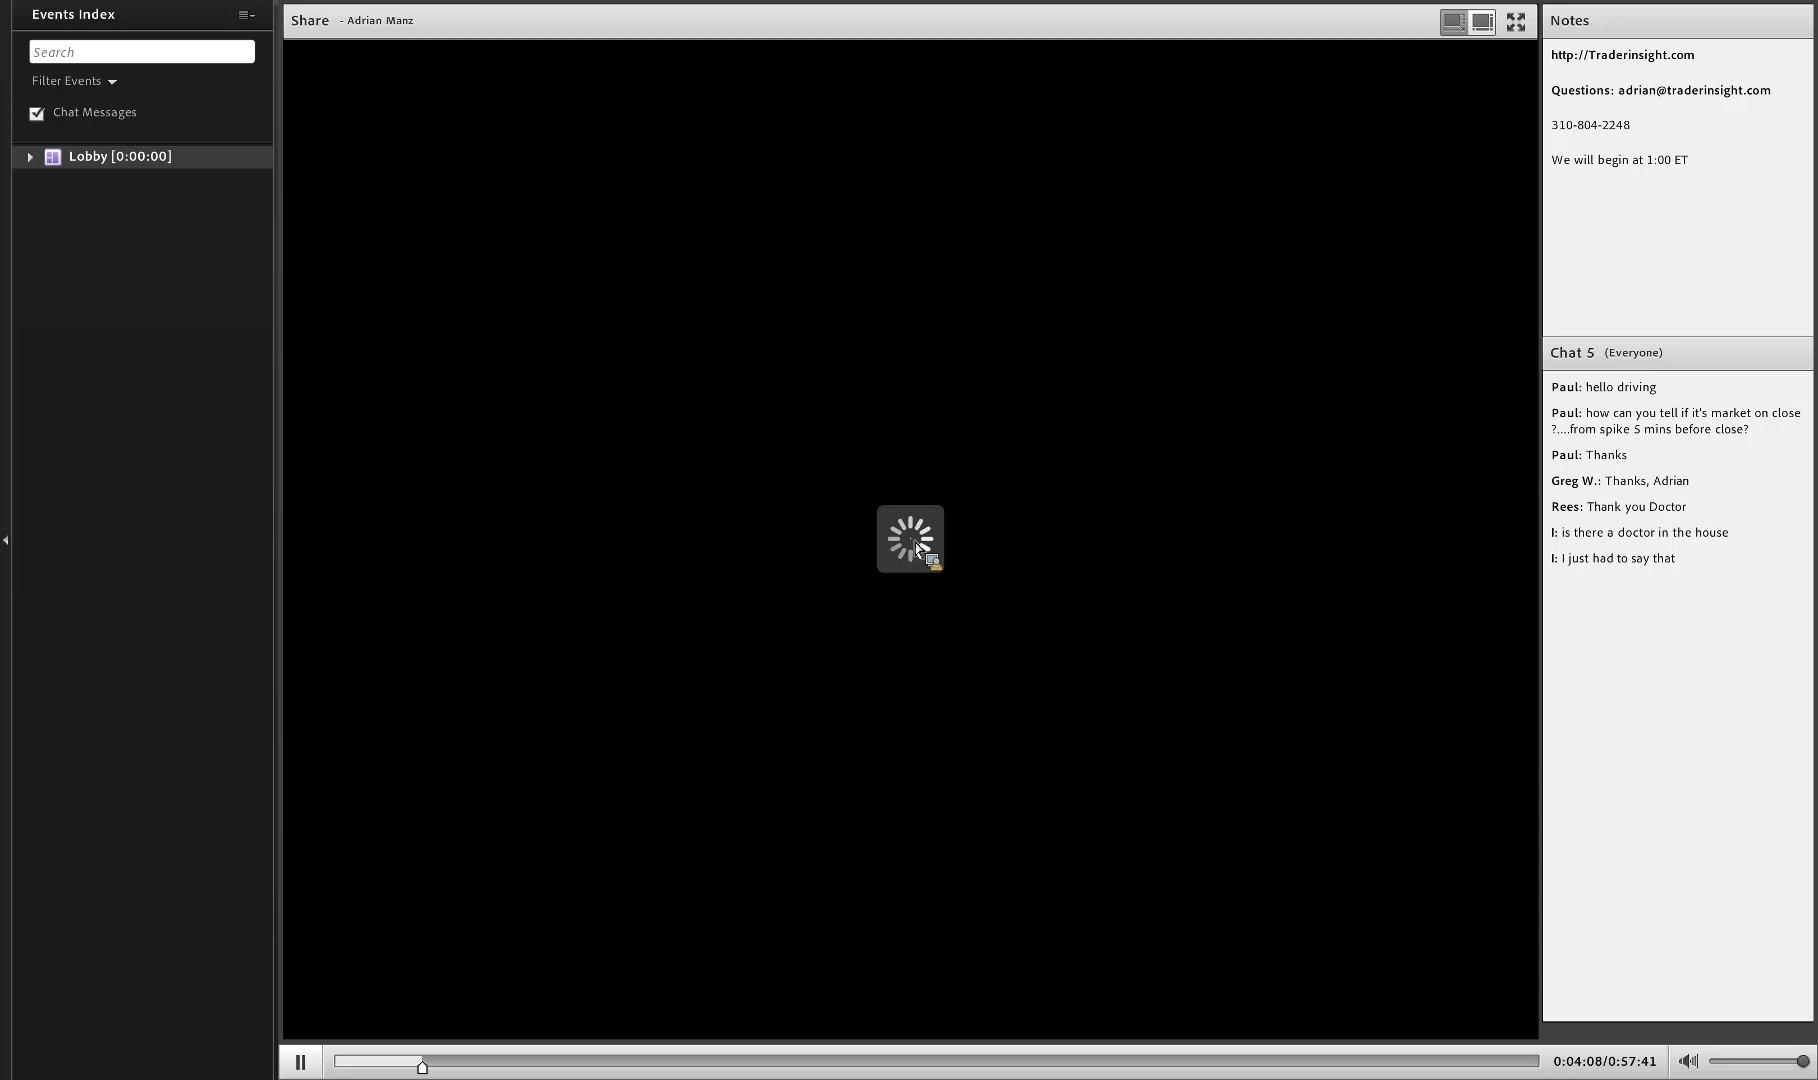 Events Index
Search
Filter Events
Chat Messages
Lobby [0:00:00]
Share - Adrian Manz
Notes
http://Traderinsight.com
Questions: adrian@traderinsight.com
310-804-2248
We will begin at 1:00 ET
Chat 5 (Everyone)
Paul: hello driving
Paul: how can you tell if it's market on close
?....from spike 5 mins before close?
Paul: Thanks
Greg W.: Thanks, Adrian
Rees: Thank you Doctor
I: is there a doctor in the house
I: I just had to say that
0:04:08/0:57:41